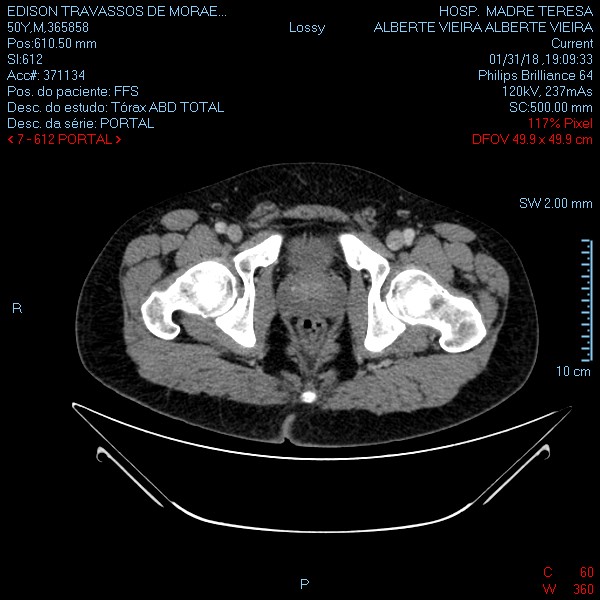 EDISON TRAVASSOS DE MORAE...
50Y,M,365858
Pos:610.50 mm
SI:612
Acc#: 371134
Pos. do paciente: FFS
Desc. do estudo: Tórax ABD TOTAL
Desc. da série: PORTAL
< 7 - 612 PORTAL >
Lossy
HOSP. MADRE TERESA
ALBERTE VIEIRA ALBERTE VIEIRA
Current
01/31/18 ,19:09:33
Philips Brilliance 64
120kV, 237mAs
SC:500.00 mm
117% Pixel
DFOV 49.9 x 49.9 cm
SW 2.00 mm
R
10 cm
P
C 60
W 360